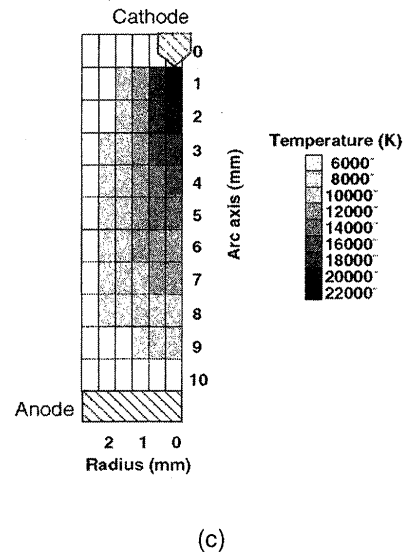 Cathode
0
1
2
3
4
5
6
7
8
9
10
Arc axis (mm)
Temperature (K)
6000~
8000~
10000~
12000~
14000~
16000~
18000~
20000~
22000~
Anode
2 1 0
Radius (mm)
(c)